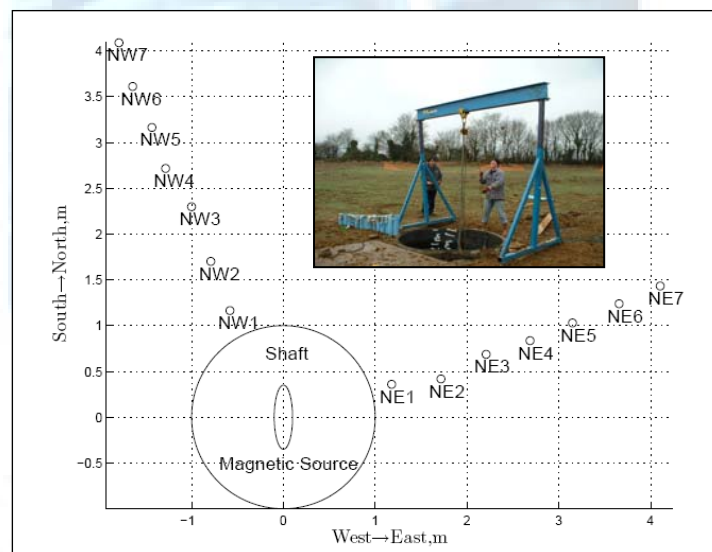 4
NW7
3.5
NW6
NW5
3
NW4
2.5
NW3
2
NW2
1.5
NW1
1
Shaft
0.5
0
−0.5
Magnetic Source
NE1
NE2
NE3
NE4
NE5
NE6
NE7
−1
0
1
2
3
4
West→East,m
South→North,m